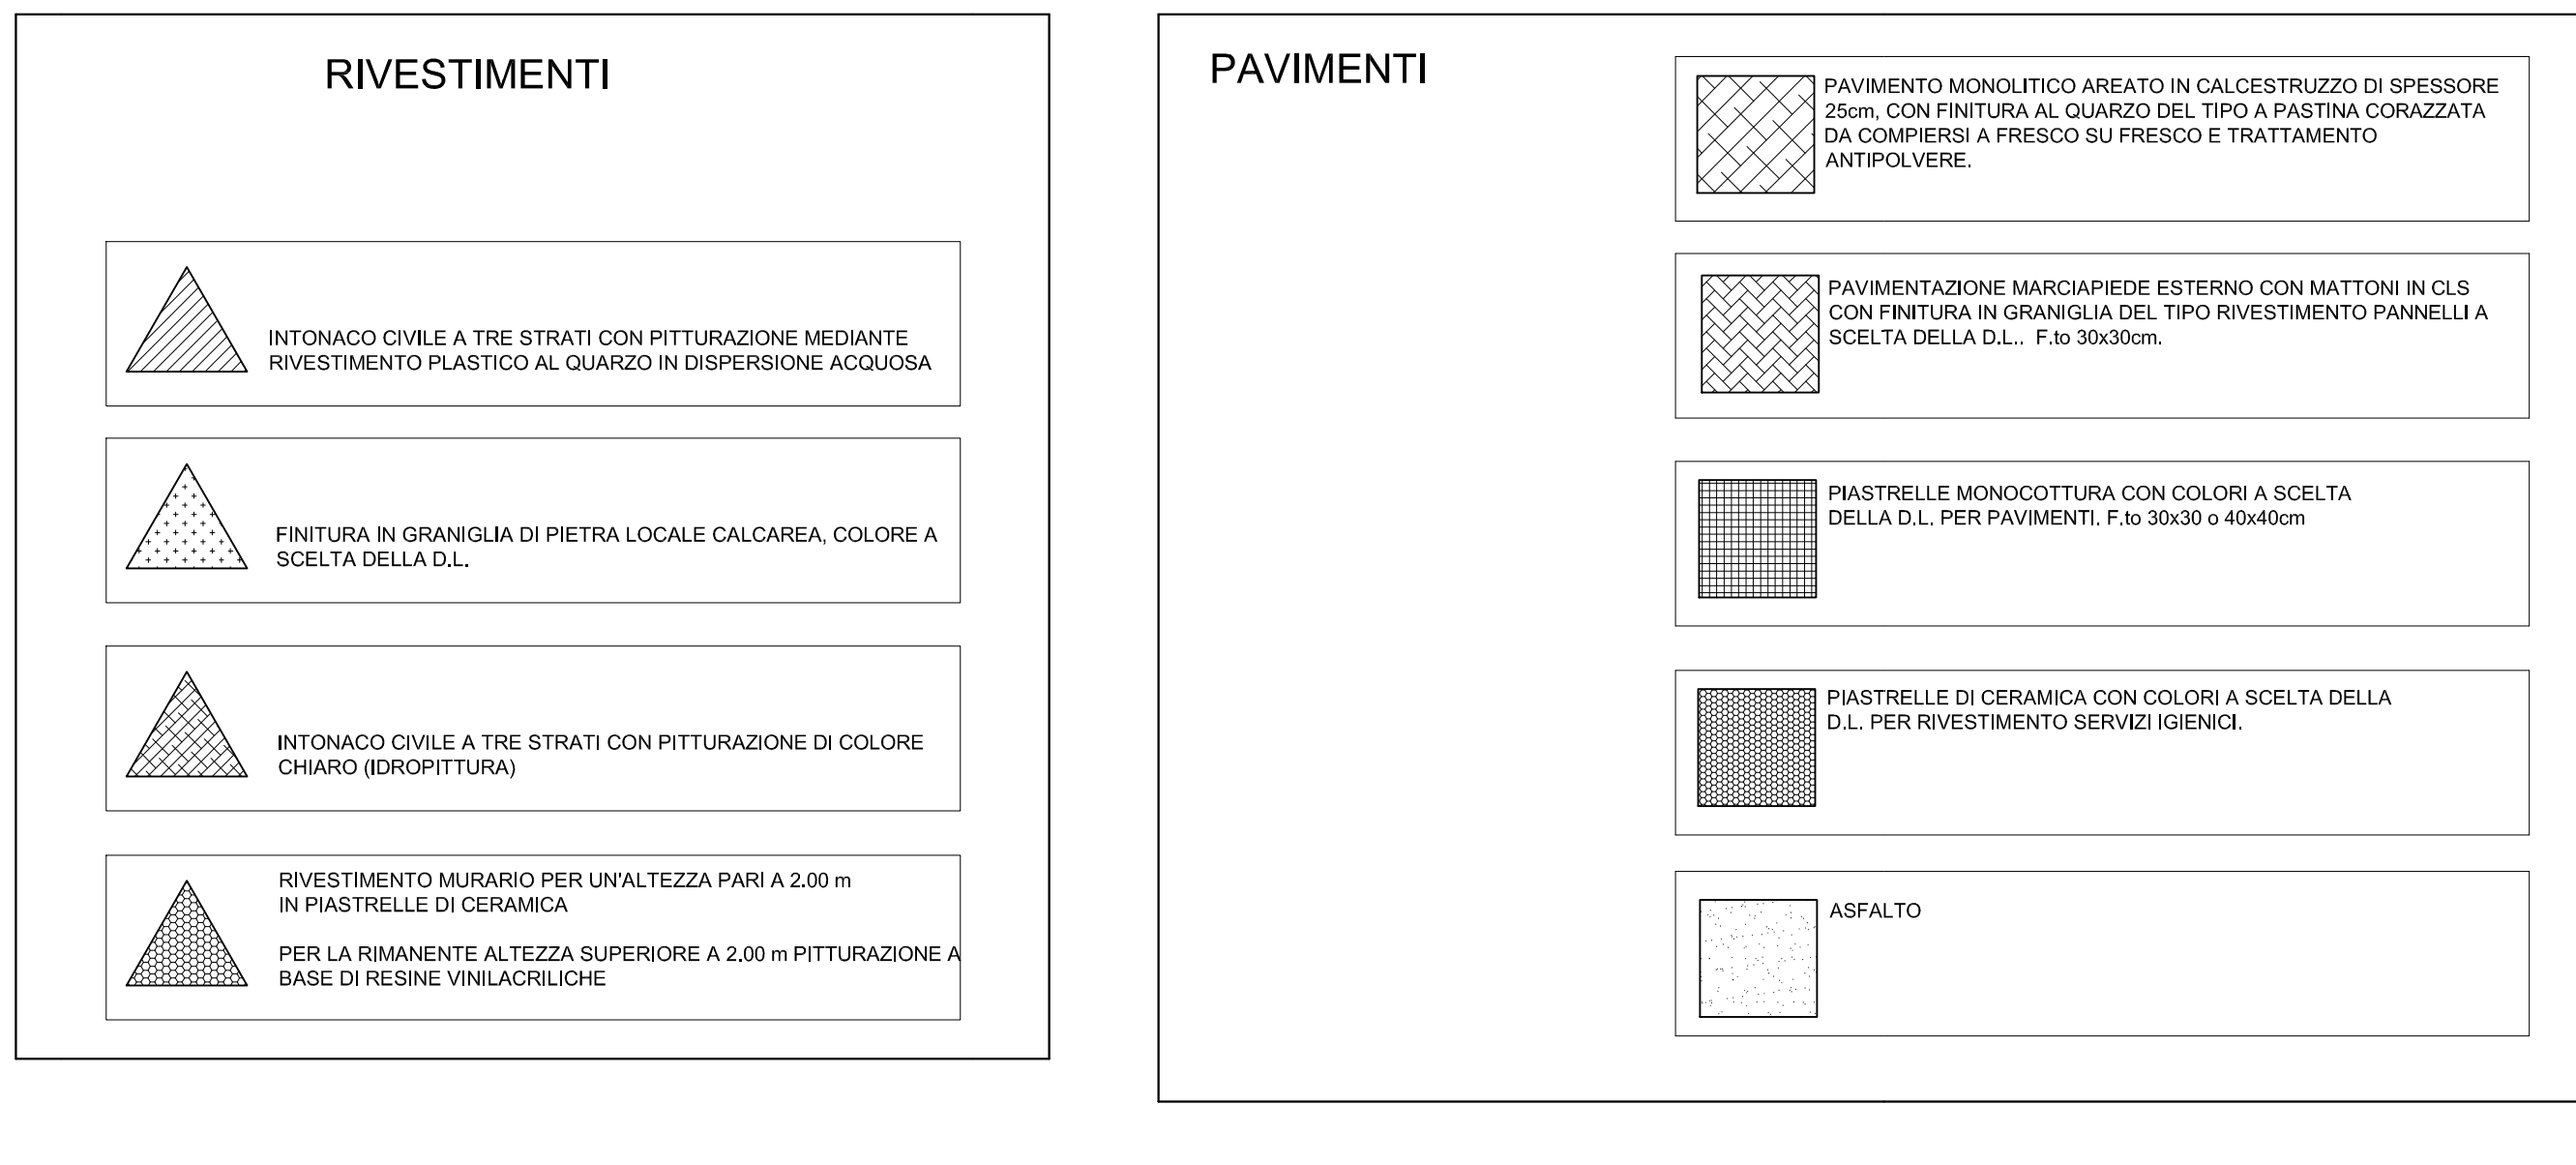 RIVESTIMENTI
INTONACO CIVILE A TRE STRATI CON PITTURAZIONE MEDIANTE
RIVESTIMENTO PLASTICO AL QUARZO IN DISPERSIONE ACQUOSA
FINITURA IN GRANIGLIA DI PIETRA LOCALE CALCAREA, COLORE A
SCELTA DELLA D.L.
INTONACO CIVILE A TRE STRATI CON PITTURAZIONE DI COLORE
CHIARO (IDROPITTURA)
RIVESTIMENTO MURARIO PER UN'ALTEZZA PARI A 2.00 m
IN PIASTRELLE DI CERAMICA
PER LA RIMANENTE ALTEZZA SUPERIORE A 2.00 m PITTURAZIONE A
BASE DI RESINE VINILACRILICHE
PAVIMENTI
PAVIMENTO MONOLITICO AREATO IN CALCESTRUZZO DI SPESSORE
25cm, CON FINITURA AL QUARZO DEL TIPO A PASTINA CORAZZATA
DA COMPIERSI A FRESCO SU FRESCO E TRATTAMENTO
ANTIPOLVERE.
PAVIMENTAZIONE MARCIAPIEDE ESTERNO CON MATTONI IN CLS
CON FINITURA IN GRANIGLIA DEL TIPO RIVESTIMENTO PANNELLI A
SCELTA DELLA D.L.. F.to 30x30cm.
PIASTRELLE MONOCOTTURA CON COLORI A SCELTA
DELLA D.L. PER PAVIMENTI. F.to 30x30 o 40x40cm
PIASTRELLE DI CERAMICA CON COLORI A SCELTA DELLA
D.L. PER RIVESTIMENTO SERVIZI IGIENICI.
ASFALTO